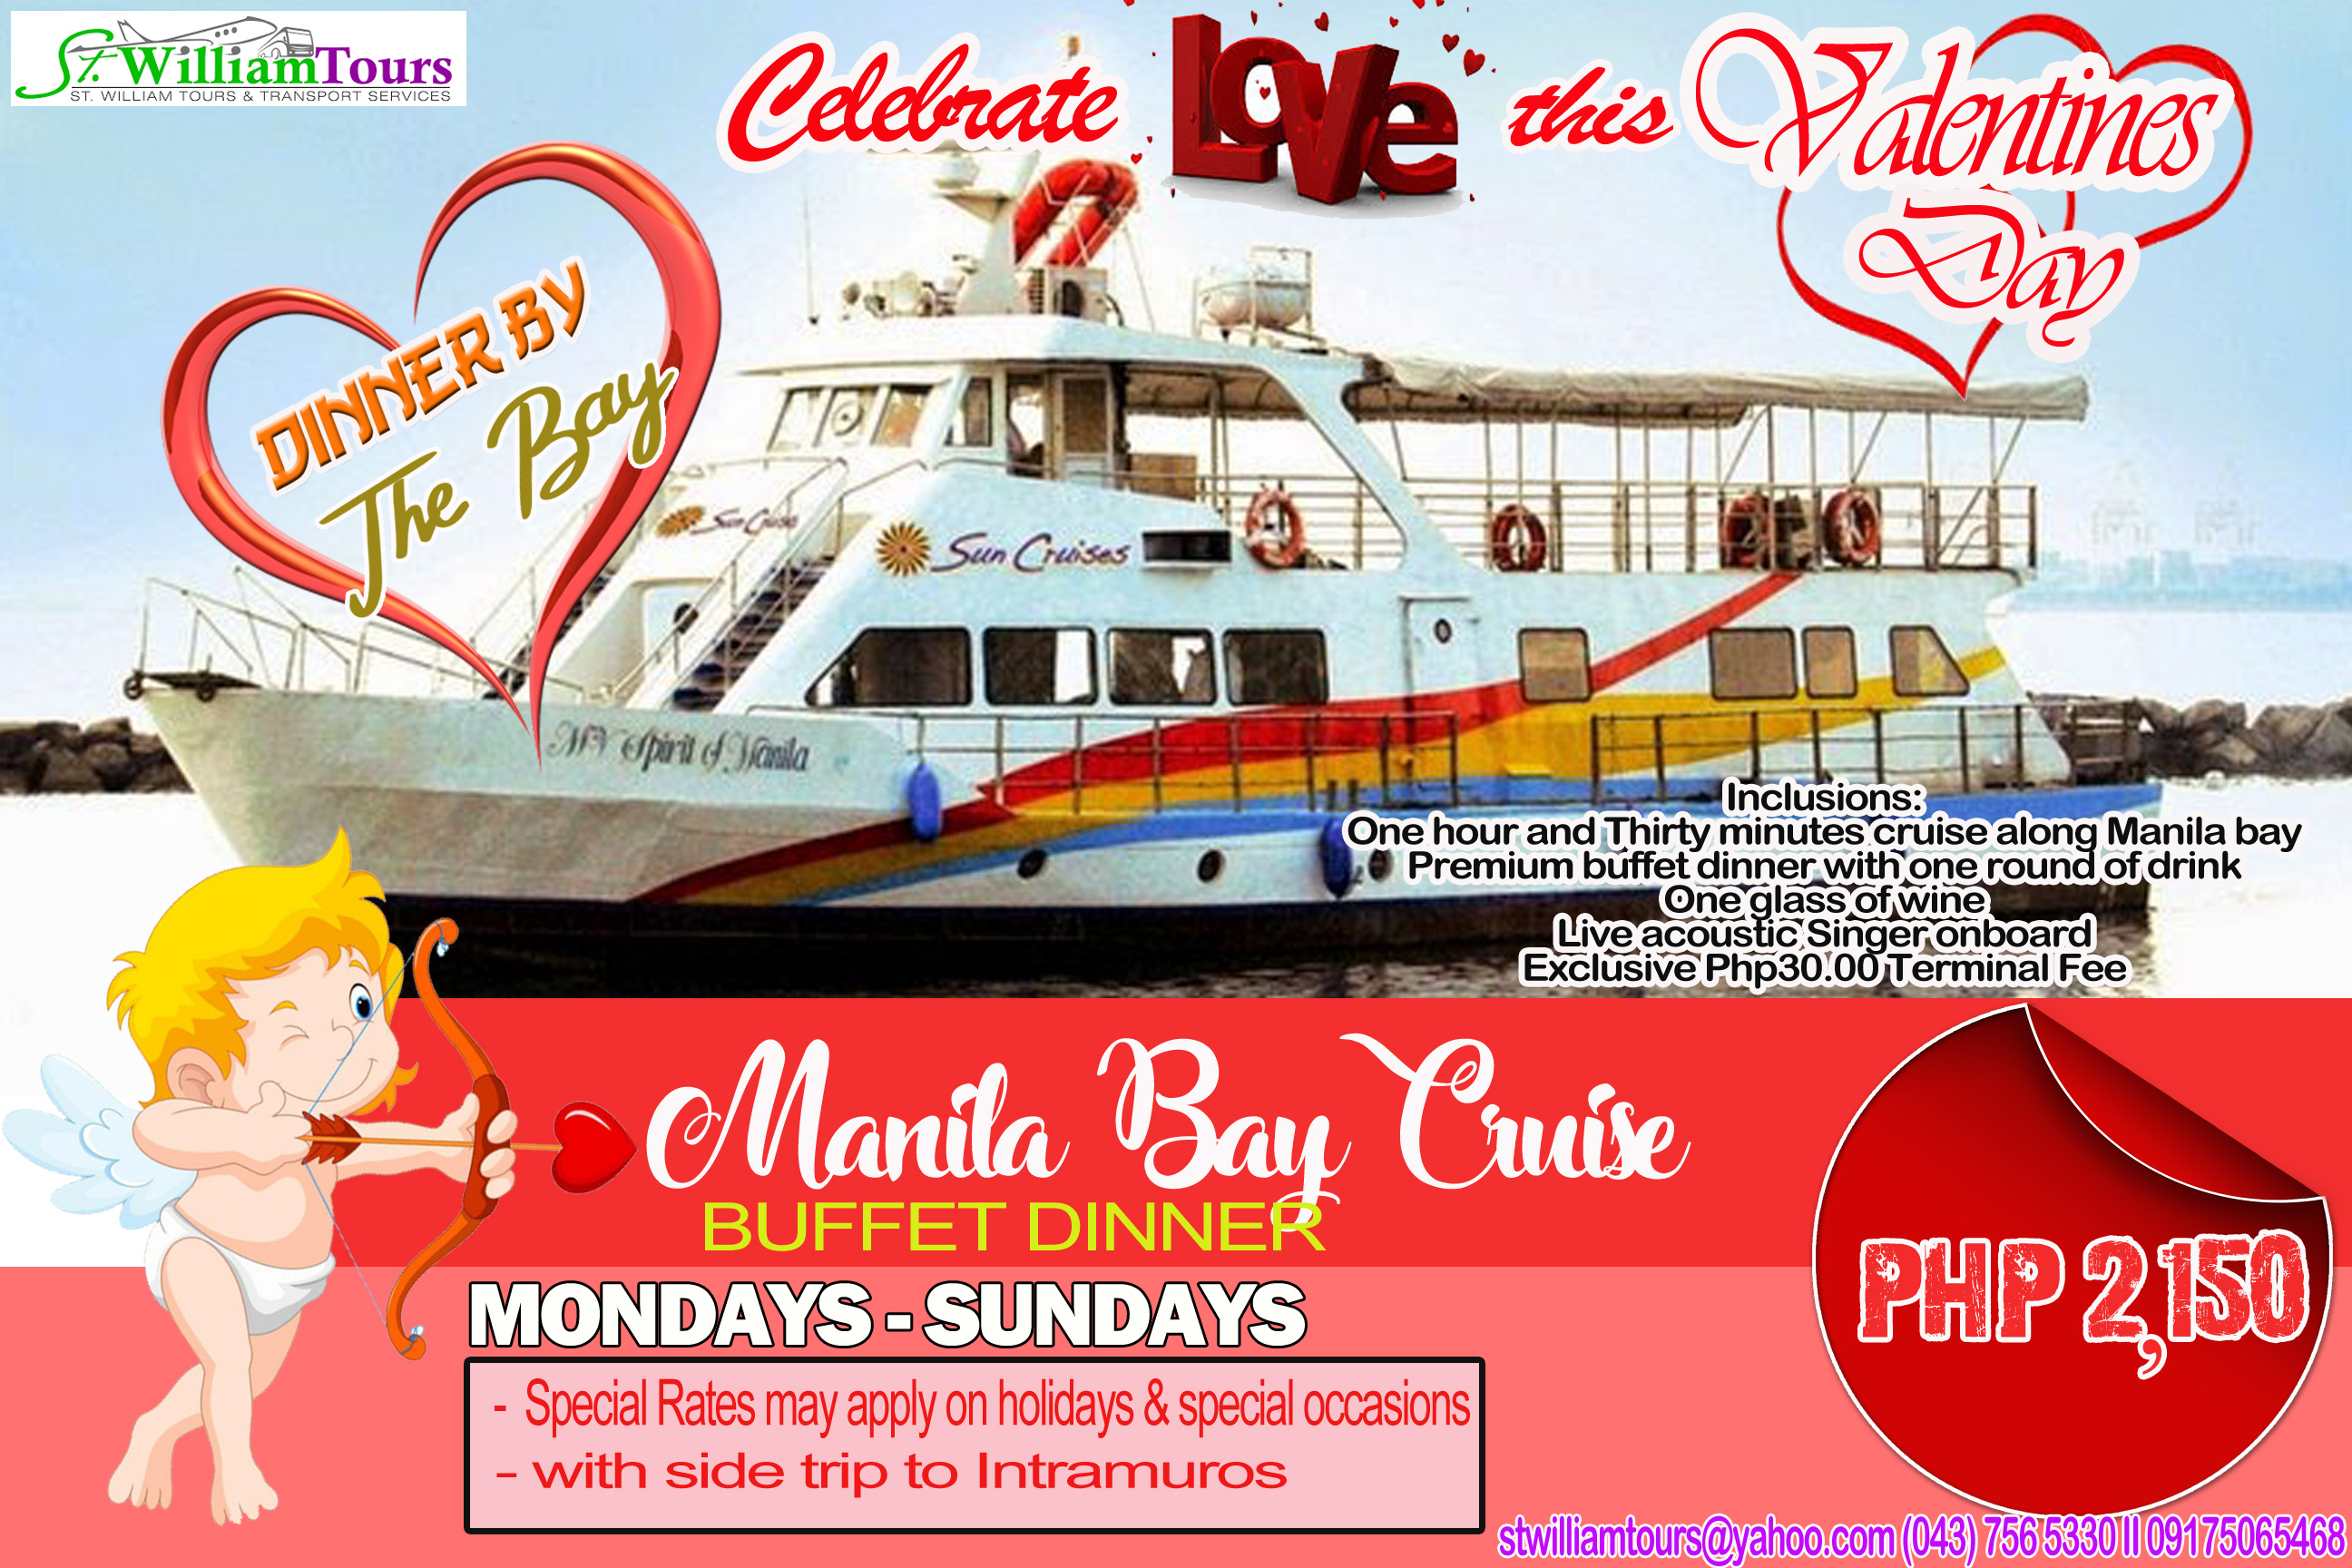 St. WilliamTours
ST. WILLIAM TOURS & TRANSPORT SERVICES
Celebrate Love this Valentines
Day
DINNER BY
The Bay
Sun Cruises
Sun Cruises
M/V Spirit of Manila
Inclusions:
One hour and Thirty minutes cruise along Manila bay
Premium buffet dinner with one round of drink
One glass of wine
Live acoustic Singer onboard
Exclusive Php30.00 Terminal Fee
Manila Bay Cruise
BUFFET DINNER
MONDAYS - SUNDAYS
PHP 2,150
- Special Rates may apply on holidays & special occasions
- with side trip to Intramuros
stwilliamtours@yahoo.com (043) 756 5330 II 09175065468